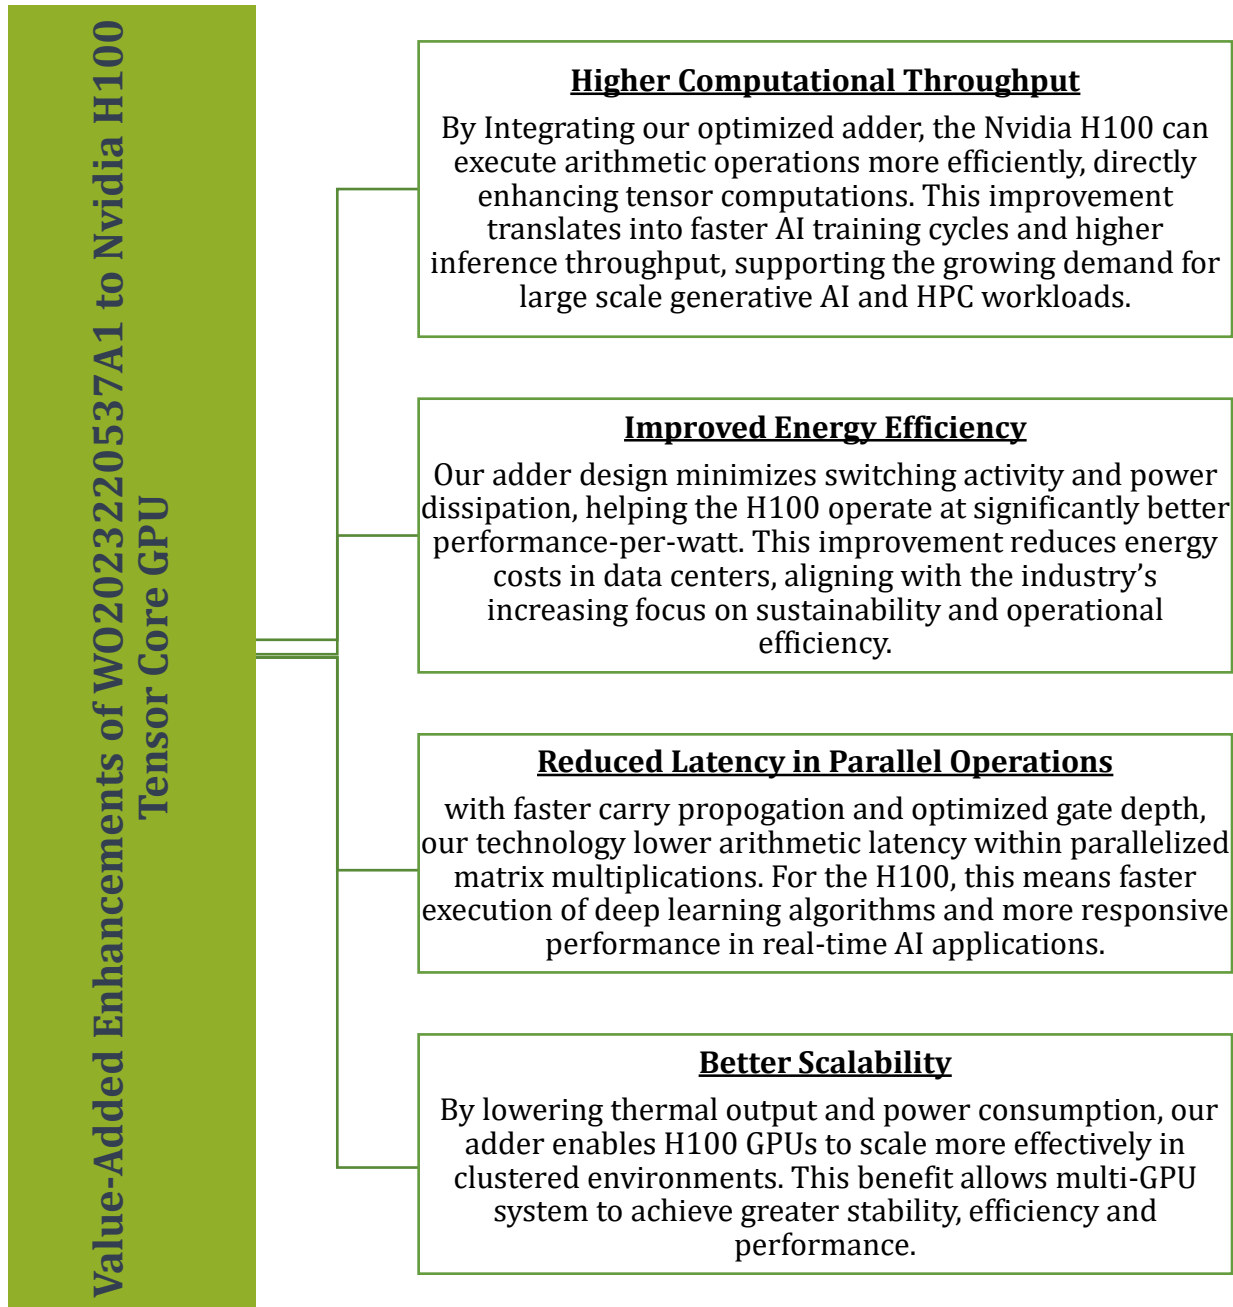 Value-Added Enhancements of WO2023220537A1 to Nvidia H100
Tensor Core GPU
Higher Computational Throughput
By Integrating our optimized adder, the Nvidia H100 can
execute arithmetic operations more efficiently, directly
enhancing tensor computations. This improvement
translates into faster AI training cycles and higher
inference throughput, supporting the growing demand for
large scale generative AI and HPC workloads.
Improved Energy Efficiency
Our adder design minimizes switching activity and power
dissipation, helping the H100 operate at significantly better
performance-per-watt. This improvement reduces energy
costs in data centers, aligning with the industry’s
increasing focus on sustainability and operational
efficiency.
Reduced Latency in Parallel Operations
with faster carry propogation and optimized gate depth,
our technology lower arithmetic latency within parallelized
matrix multiplications. For the H100, this means faster
execution of deep learning algorithms and more responsive
performance in real-time AI applications.
Better Scalability
By lowering thermal output and power consumption, our
adder enables H100 GPUs to scale more effectively in
clustered environments. This benefit allows multi-GPU
system to achieve greater stability, efficiency and
performance.